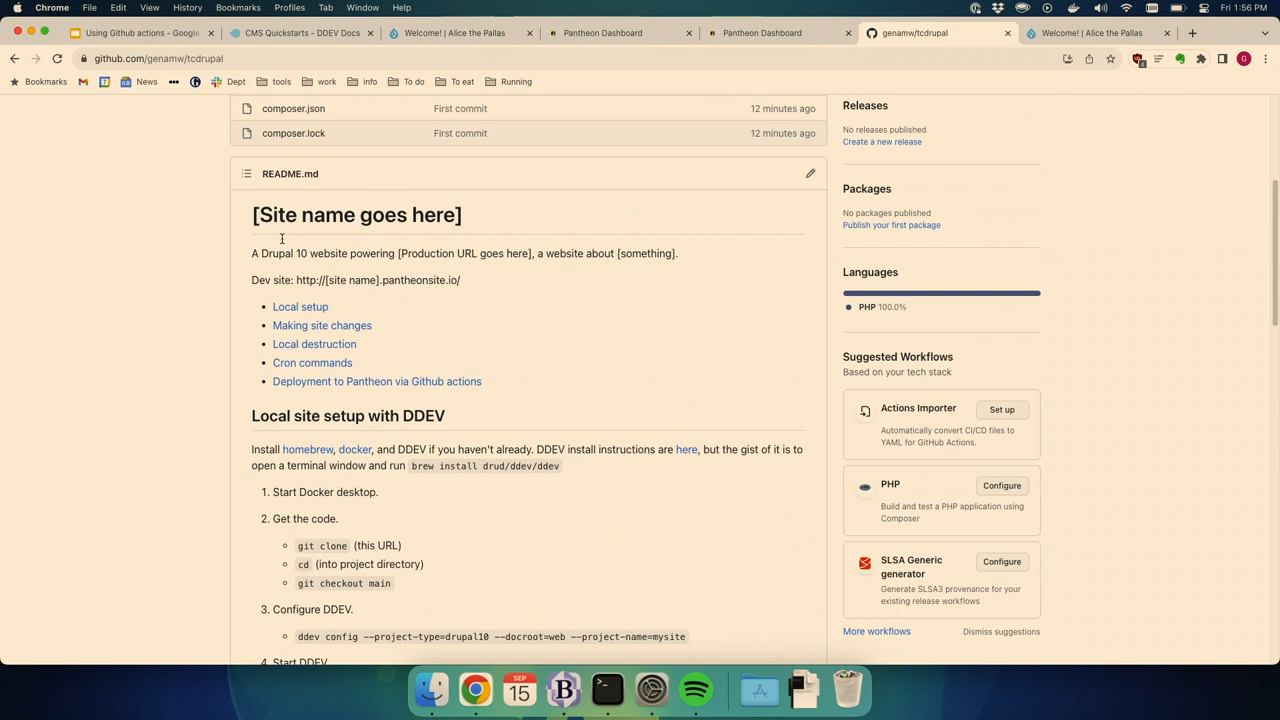 Chrome File Edit View History Bookmarks Profiles Tab Window Help Fri 1:56 PM
Using Github actions - Google CMS Quickstarts - DDEV Docs Welcome! | Alice the Pallas Pantheon Dashboard Pantheon Dashboard genamw/tcdrupal Welcome! | Alice the Pallas
github.com/genamw/tcdrupal 4 G
Bookmarks News Dept tools work info To do To eat Running
composer.json First commit 12 minutes ago
composer.lock First commit 12 minutes ago
README.md
[Site name goes here]
A Drupal 10 website powering [Production URL goes here], a website about [something].
Dev site: http://[site name].pantheonsite.io/
Local setup
Making site changes
Local destruction
Cron commands
Deployment to Pantheon via Github actions
Local site setup with DDEV
Install homebrew, docker, and DDEV if you haven't already. DDEV install instructions are here, but the gist of it is to
open a terminal window and run brew install drud/ddev/ddev
1. Start Docker desktop.
2. Get the code.
git clone (this URL)
cd (into project directory)
git checkout main
3. Configure DDEV.
ddev config --project-type=drupal10 --docroot=web --project-name=mysite
4. Start DDEV
Releases
No releases published
Create a new release
Packages
No packages published
Publish your first package
Languages
PHP 100.0%
Suggested Workflows
Based on your tech stack
Actions Importer Set up
Automatically convert CI/CD files to
YAML for GitHub Actions.
PHP Configure
Build and test a PHP application using
Composer
SLSA Generic Configure
generator
Generate SLSA3 provenance for your
existing release workflows
More workflows Dismiss suggestions
SEP
15
B